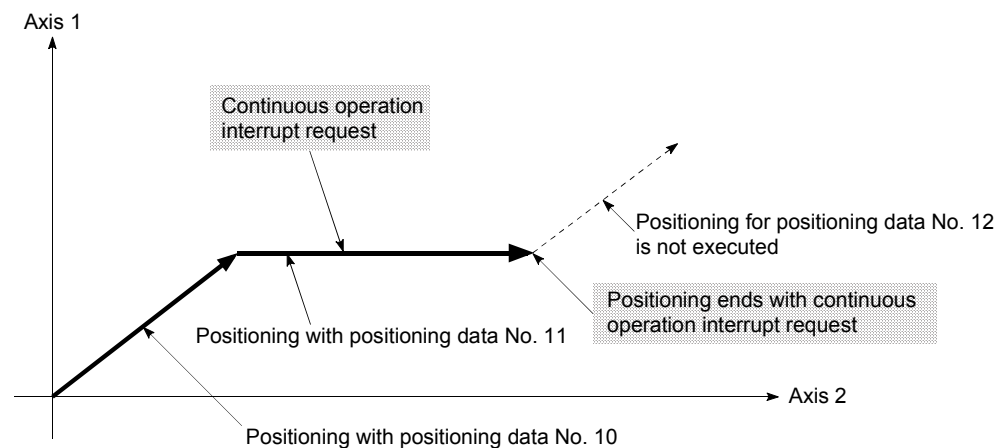 Axis 1
Continuous operation
interrupt request
Positioning for positioning data No. 12
is not executed
Positioning ends with continuous
operation interrupt request
Positioning with positioning data No. 11
Axis 2
Positioning with positioning data No. 10